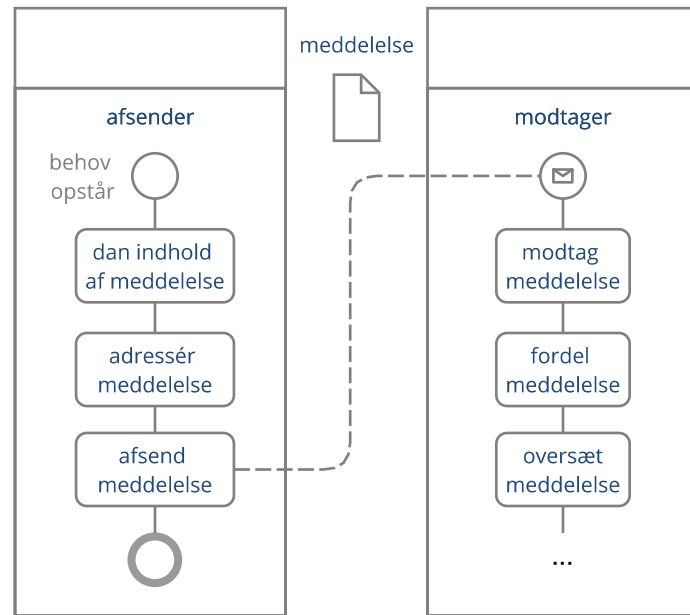 meddelelse
afsender
behov
opstår
dan indhold
af meddelelse
adressér
meddelelse
afsend
meddelelse
modtager
modtag
meddelelse
fordel
meddelelse
oversæt
meddelelse
...